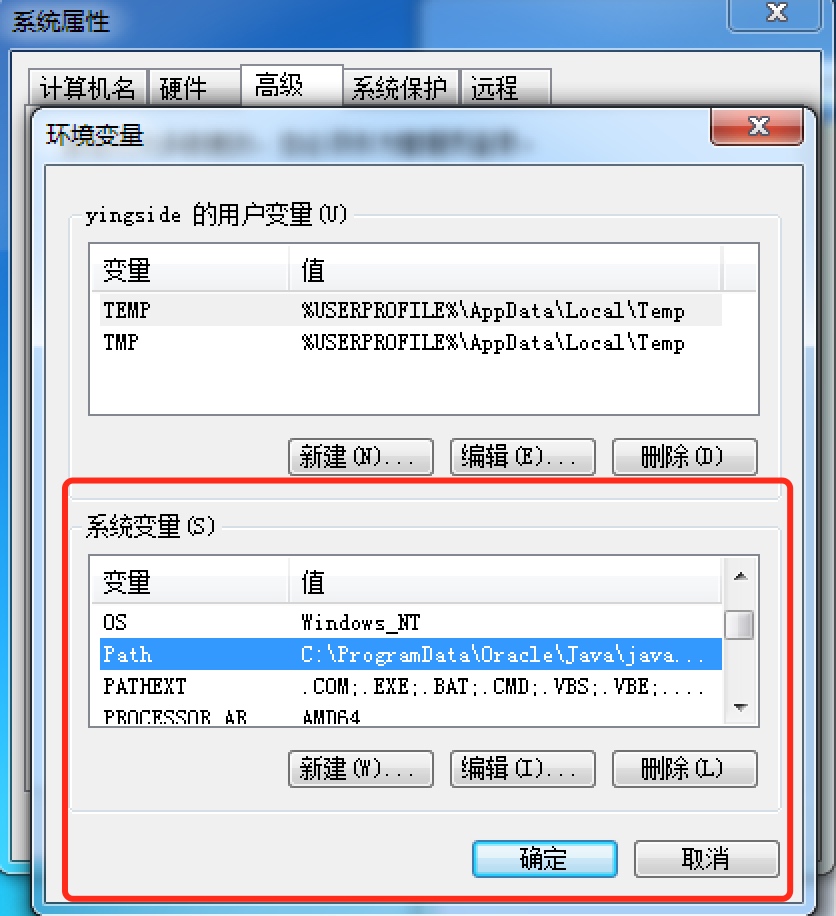 系统属性
计算机名 硬件 高级 系统保护 远程
环境变量
yingside 的用户变量(U)
变量 值
TEMP %USERPROFILE%\AppData\Local\Temp
TMP %USERPROFILE%\AppData\Local\Temp
新建(N)... 编辑(E)... 删除(D)
系统变量(S)
变量 值
OS Windows_NT
Path C:\ProgramData\Oracle\Java\java...
PATHEXT .COM;.EXE;.BAT;.CMD;.VBS;.VBE;....
PROCESSOR_AR AMD64
新建(W)... 编辑(I)... 删除(L)
确定 取消